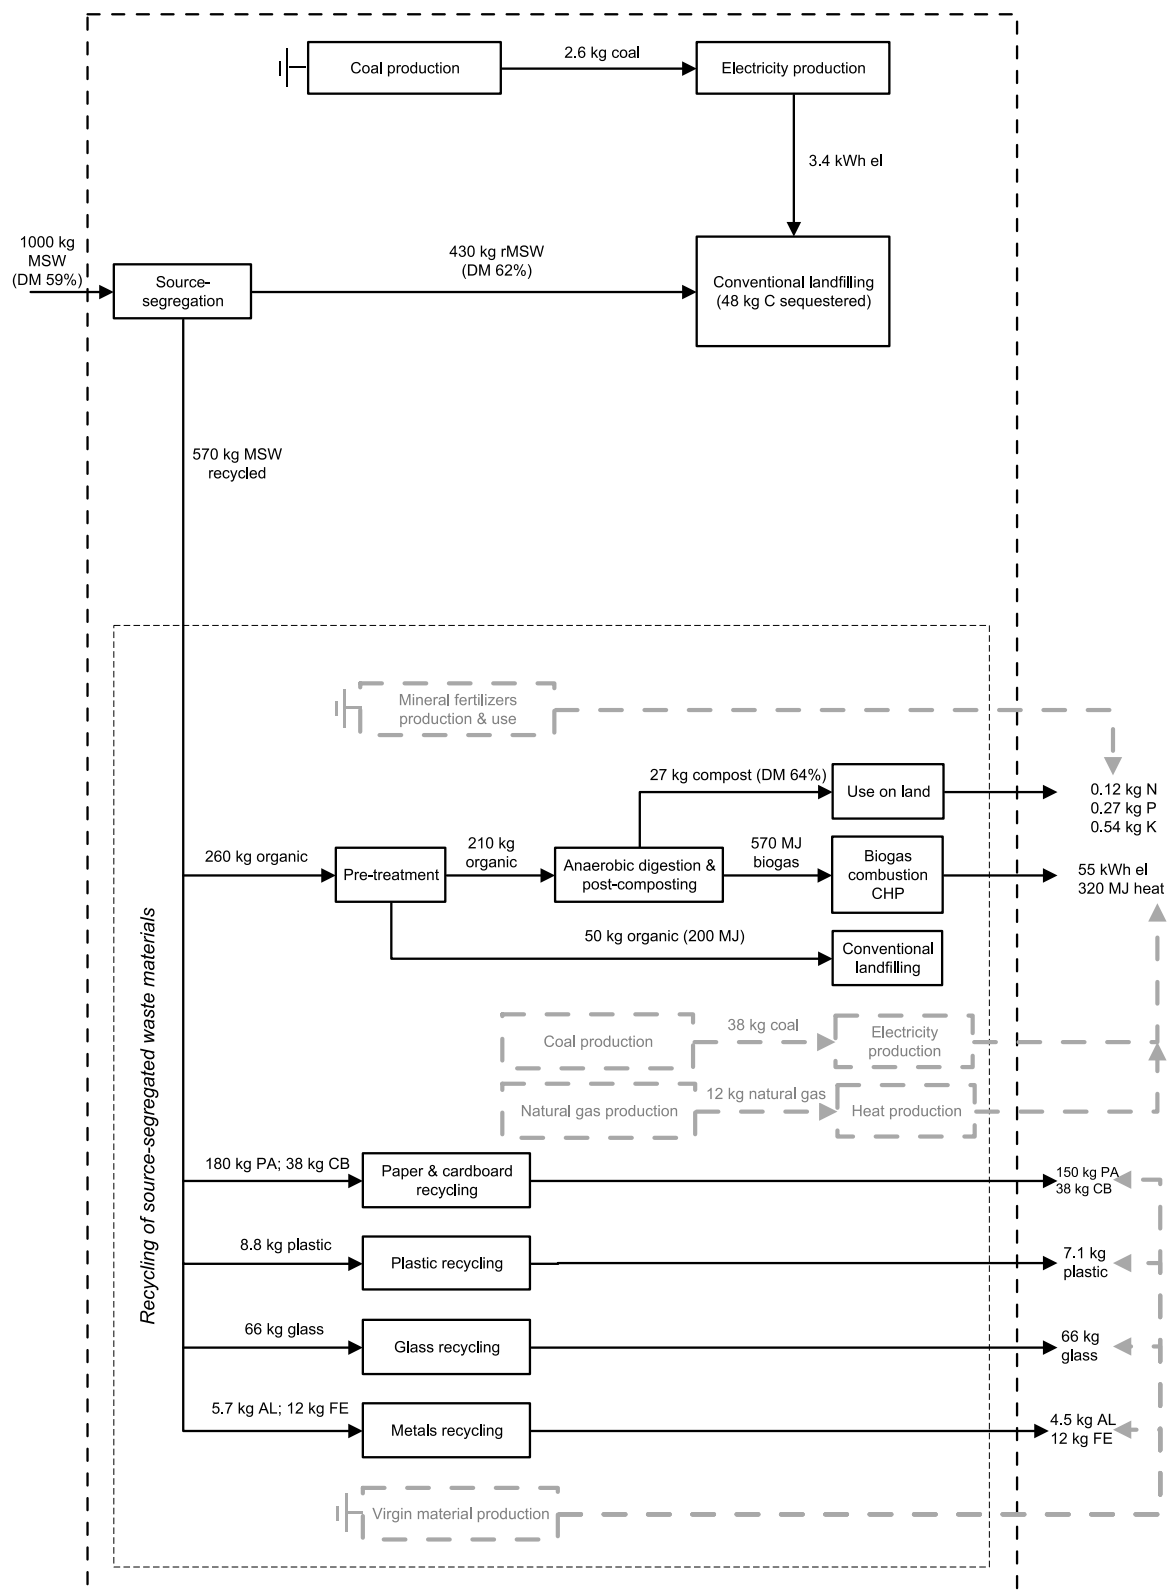 Coal production
2.6 kg coal
Electricity production
3.4 kWh el
1000 kg
MSW
(DM 59%)
Source-
segregation
430 kg rMSW
(DM 62%)
Conventional landfilling
(48 kg C sequestered)
570 kg MSW
recycled
Recycling of source-segregated waste materials
Mineral fertilizers
production & use
27 kg compost (DM 64%)
Use on land
0.12 kg N
0.27 kg P
0.54 kg K
260 kg organic
Pre-treatment
210 kg
organic
Anaerobic digestion &
post-composting
570 MJ
biogas
Biogas
combustion
CHP
55 kWh el
320 MJ heat
50 kg organic (200 MJ)
Conventional
landfilling
Coal production
38 kg coal
Electricity
production
Natural gas production
12 kg natural gas
Heat production
180 kg PA; 38 kg CB
Paper & cardboard
recycling
150 kg PA
38 kg CB
8.8 kg plastic
Plastic recycling
7.1 kg
plastic
66 kg glass
Glass recycling
66 kg
glass
5.7 kg AL; 12 kg FE
Metals recycling
4.5 kg AL
12 kg FE
Virgin material production